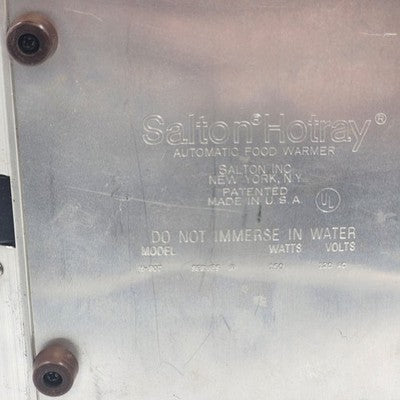 Salton® Hotray®
AUTOMATIC FOOD WARMER
SALTON INC.
NEW YORK, N.Y.
PATENTED
MADE IN U.S.A
UL
DO NOT IMMERSE IN WATER
MODEL WATTS VOLTS